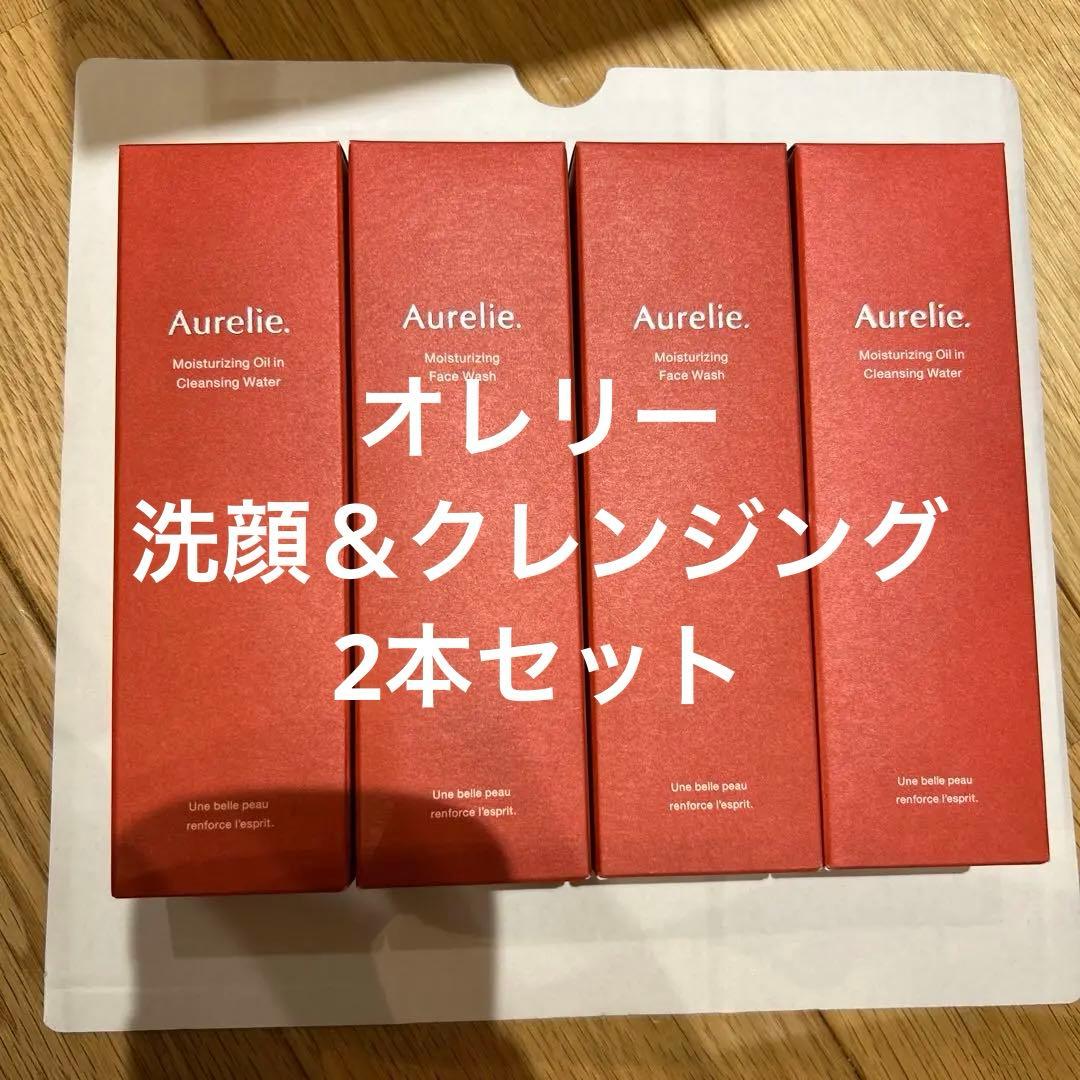 Aurelie.
Moisturizing Oil in
Cleansing Water
Une belle peau
renforce l'esprit.
Aurelie.
Moisturizing
Face Wash
Une belle peau
renforce l'esprit.
Aurelie.
Moisturizing
Face Wash
Une belle peau
renforce l'esprit.
Aurelie.
Moisturizing Oil in
Cleansing Water
Une belle peau
renforce l'esprit.
オレリー
洗顔&クレンジング
2本セット